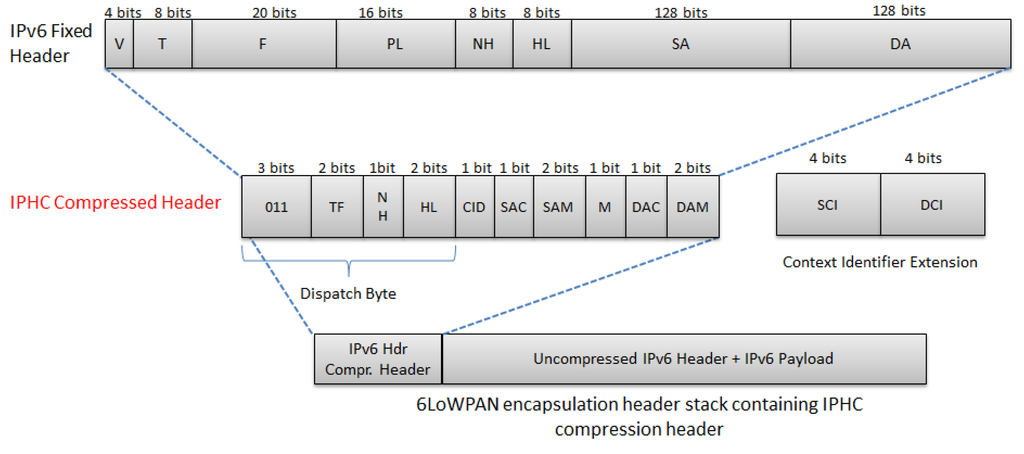 4 bits 8 bits 20 bits 16 bits 8 bits 8 bits 128 bits 128 bits
IPv6 Fixed
Header
V T F PL NH HL SA DA
3 bits 2 bits 1bit 2 bits 1 bit 1 bit 2 bits 1 bit 1 bit 2 bits
4 bits 4 bits
IPHC Compressed Header
011 TF N H HL CID SAC SAM M DAC DAM
SCI DCI
Context Identifier Extension
Dispatch Byte
IPv6 Hdr
Compr. Header
Uncompressed IPv6 Header + IPv6 Payload
6LoWPAN encapsulation header stack containing IPHC
compression header